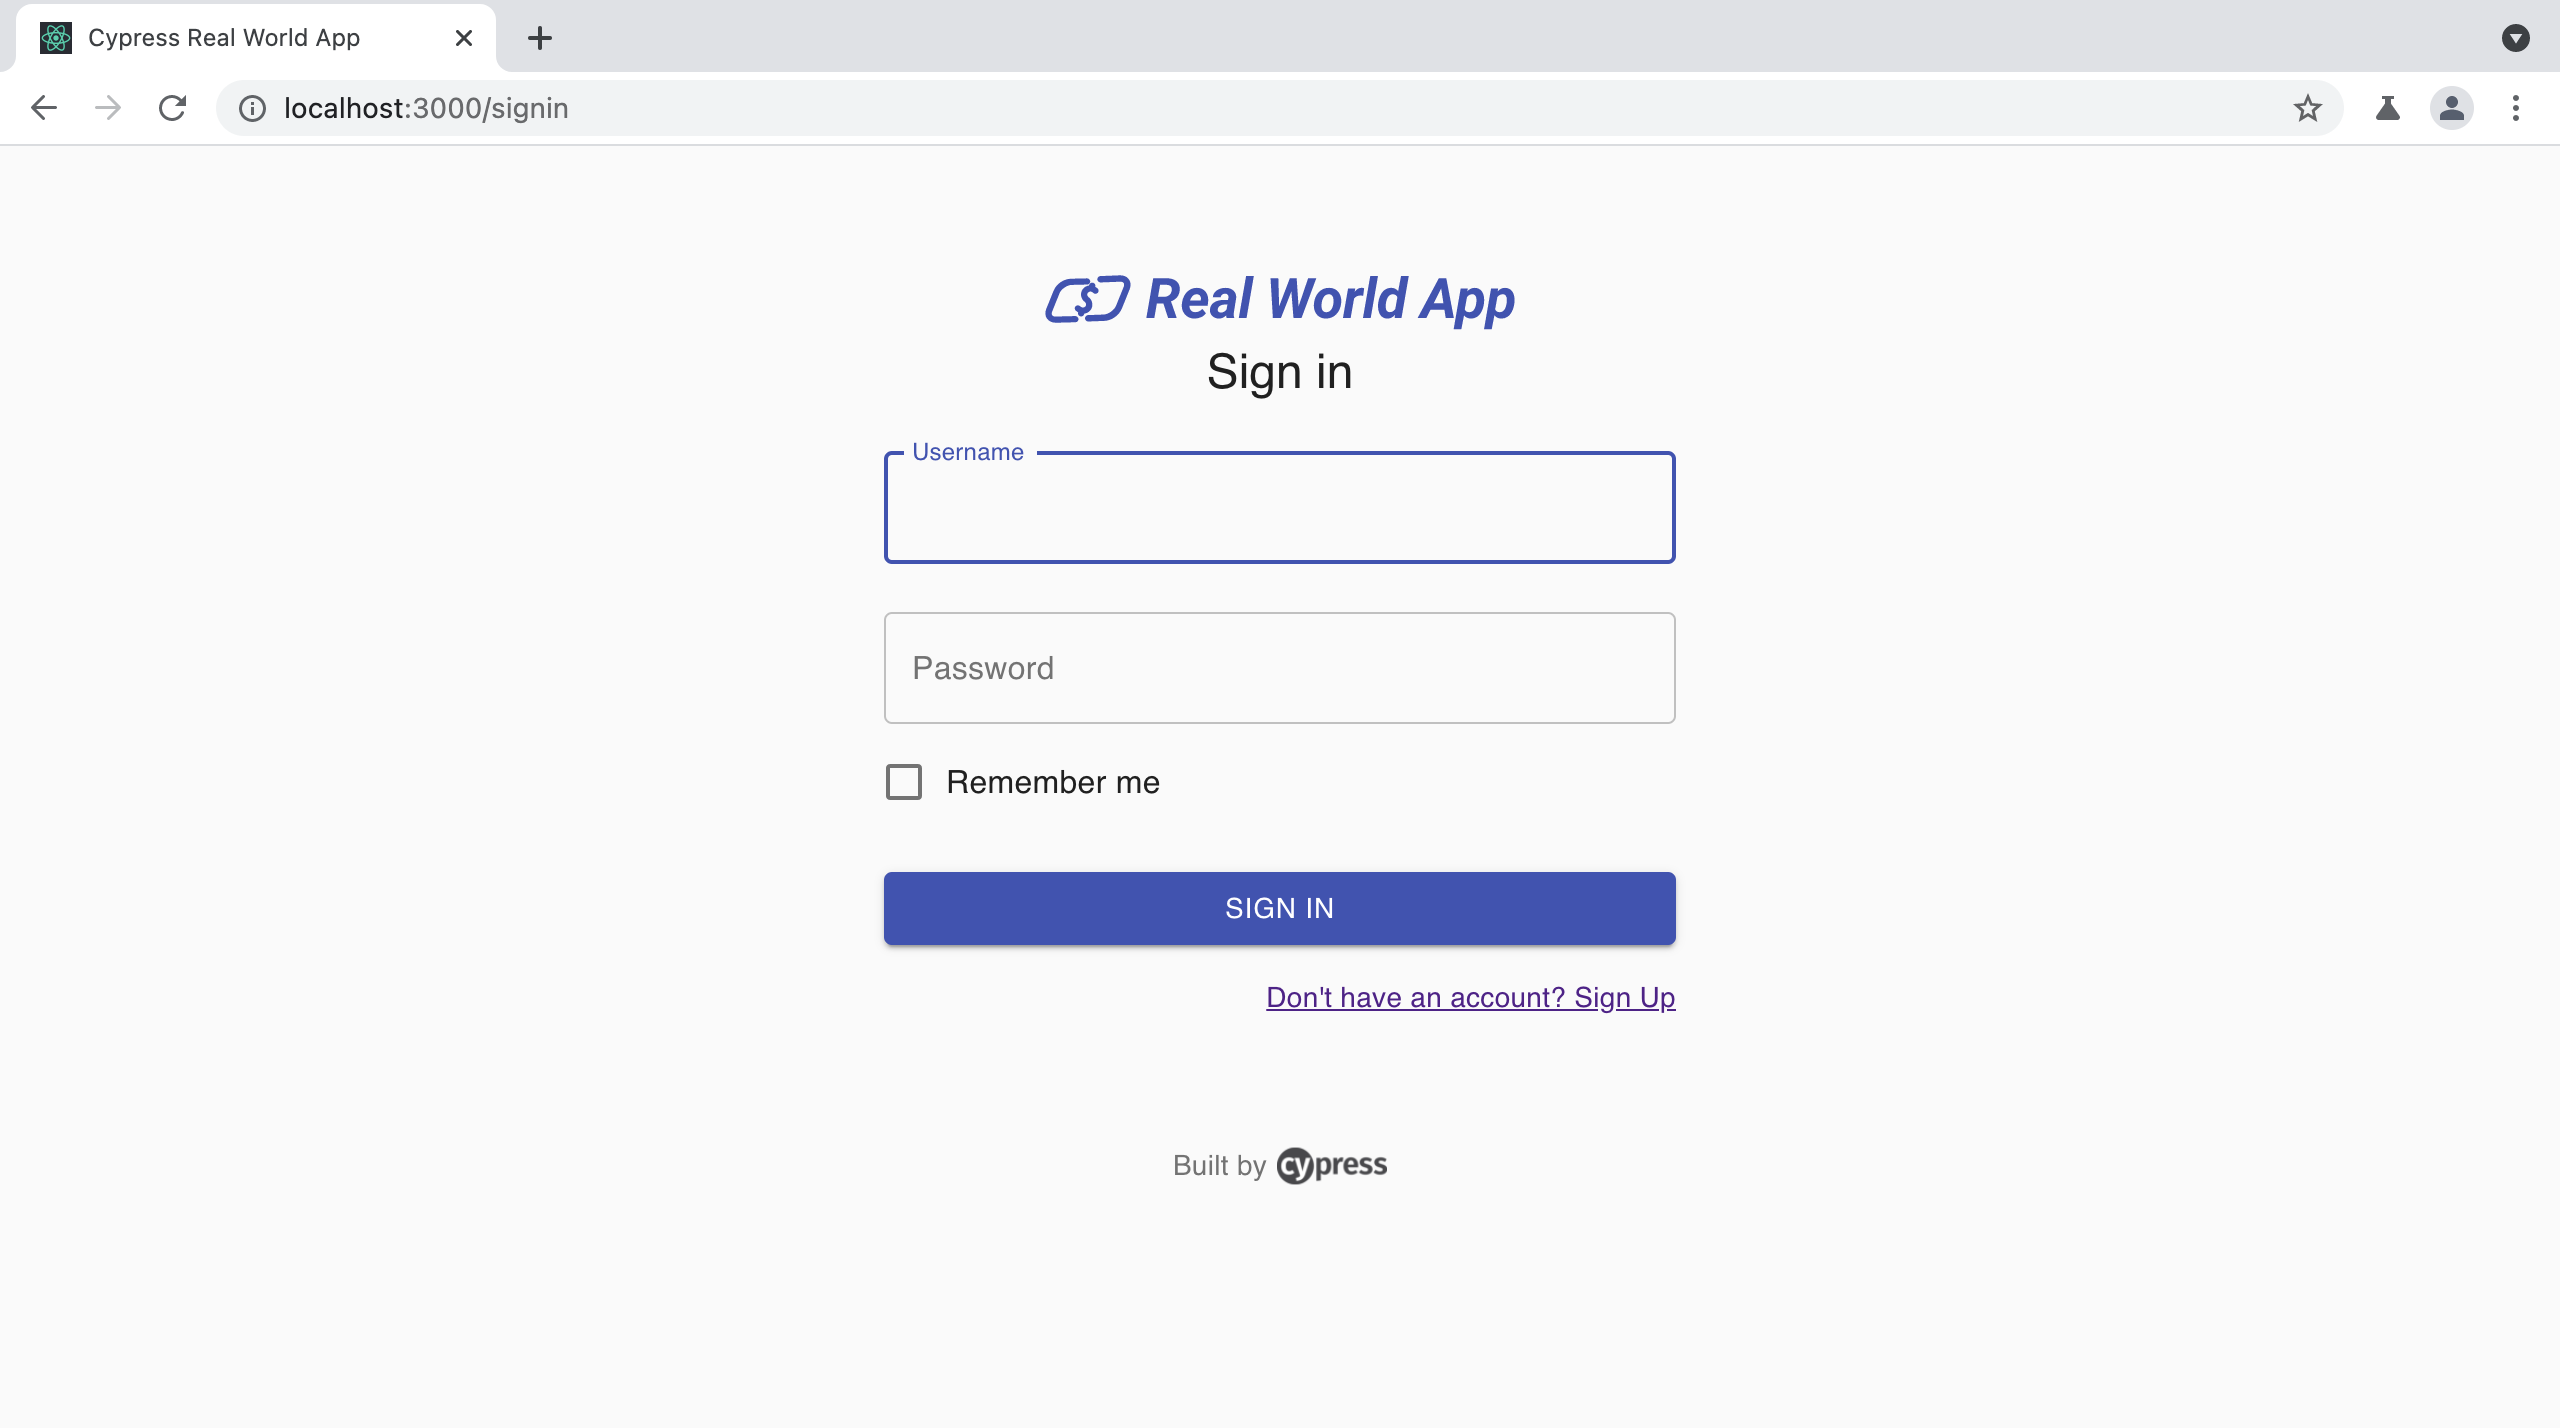 Cypress Real World App
localhost:3000/signin
$ Real World App
Sign in
Username
Password
Remember me
SIGN IN
Don't have an account? Sign Up
Built by cypress